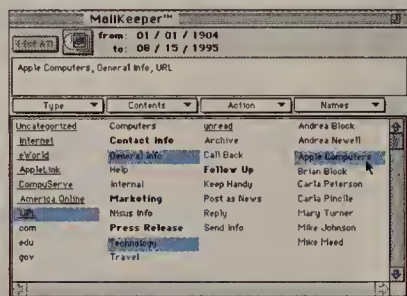 MailKeeper™
from: 01 / 01 / 1904
to: 08 / 15 / 1995
Apple Computers, General Info, URL
Type Contents Action Names
Uncategorized Computers unread Andrea Block
Internet Contact Info Archive Andrea Newell
eWorld General Info Call Back Apple Computers
AppleLink Help Follow Up Brian Block
CompuServe Internal Keep Handy Carla Peterson
America Online Marketing Post as News Carla Pinolle
URL Nisus Info Reply Mary Turner
com Press Release Send Info Mike Johnson
edu Technology Mike Meed
gov Travel